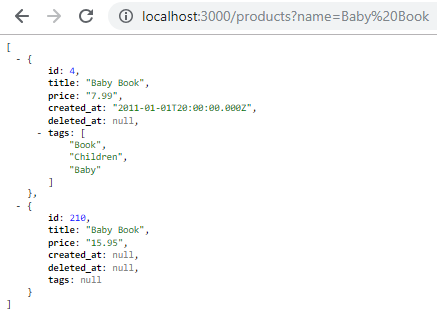 localhost:3000/products?name=Baby%20Book
[
- {
id: 4,
title: "Baby Book",
price: "7.99",
created_at: "2011-01-01T20:00:00.000Z",
deleted_at: null,
- tags: [
"Book",
"Children",
"Baby"
]
},
- {
id: 210,
title: "Baby Book",
price: "15.95",
created_at: null,
deleted_at: null,
tags: null
}
]